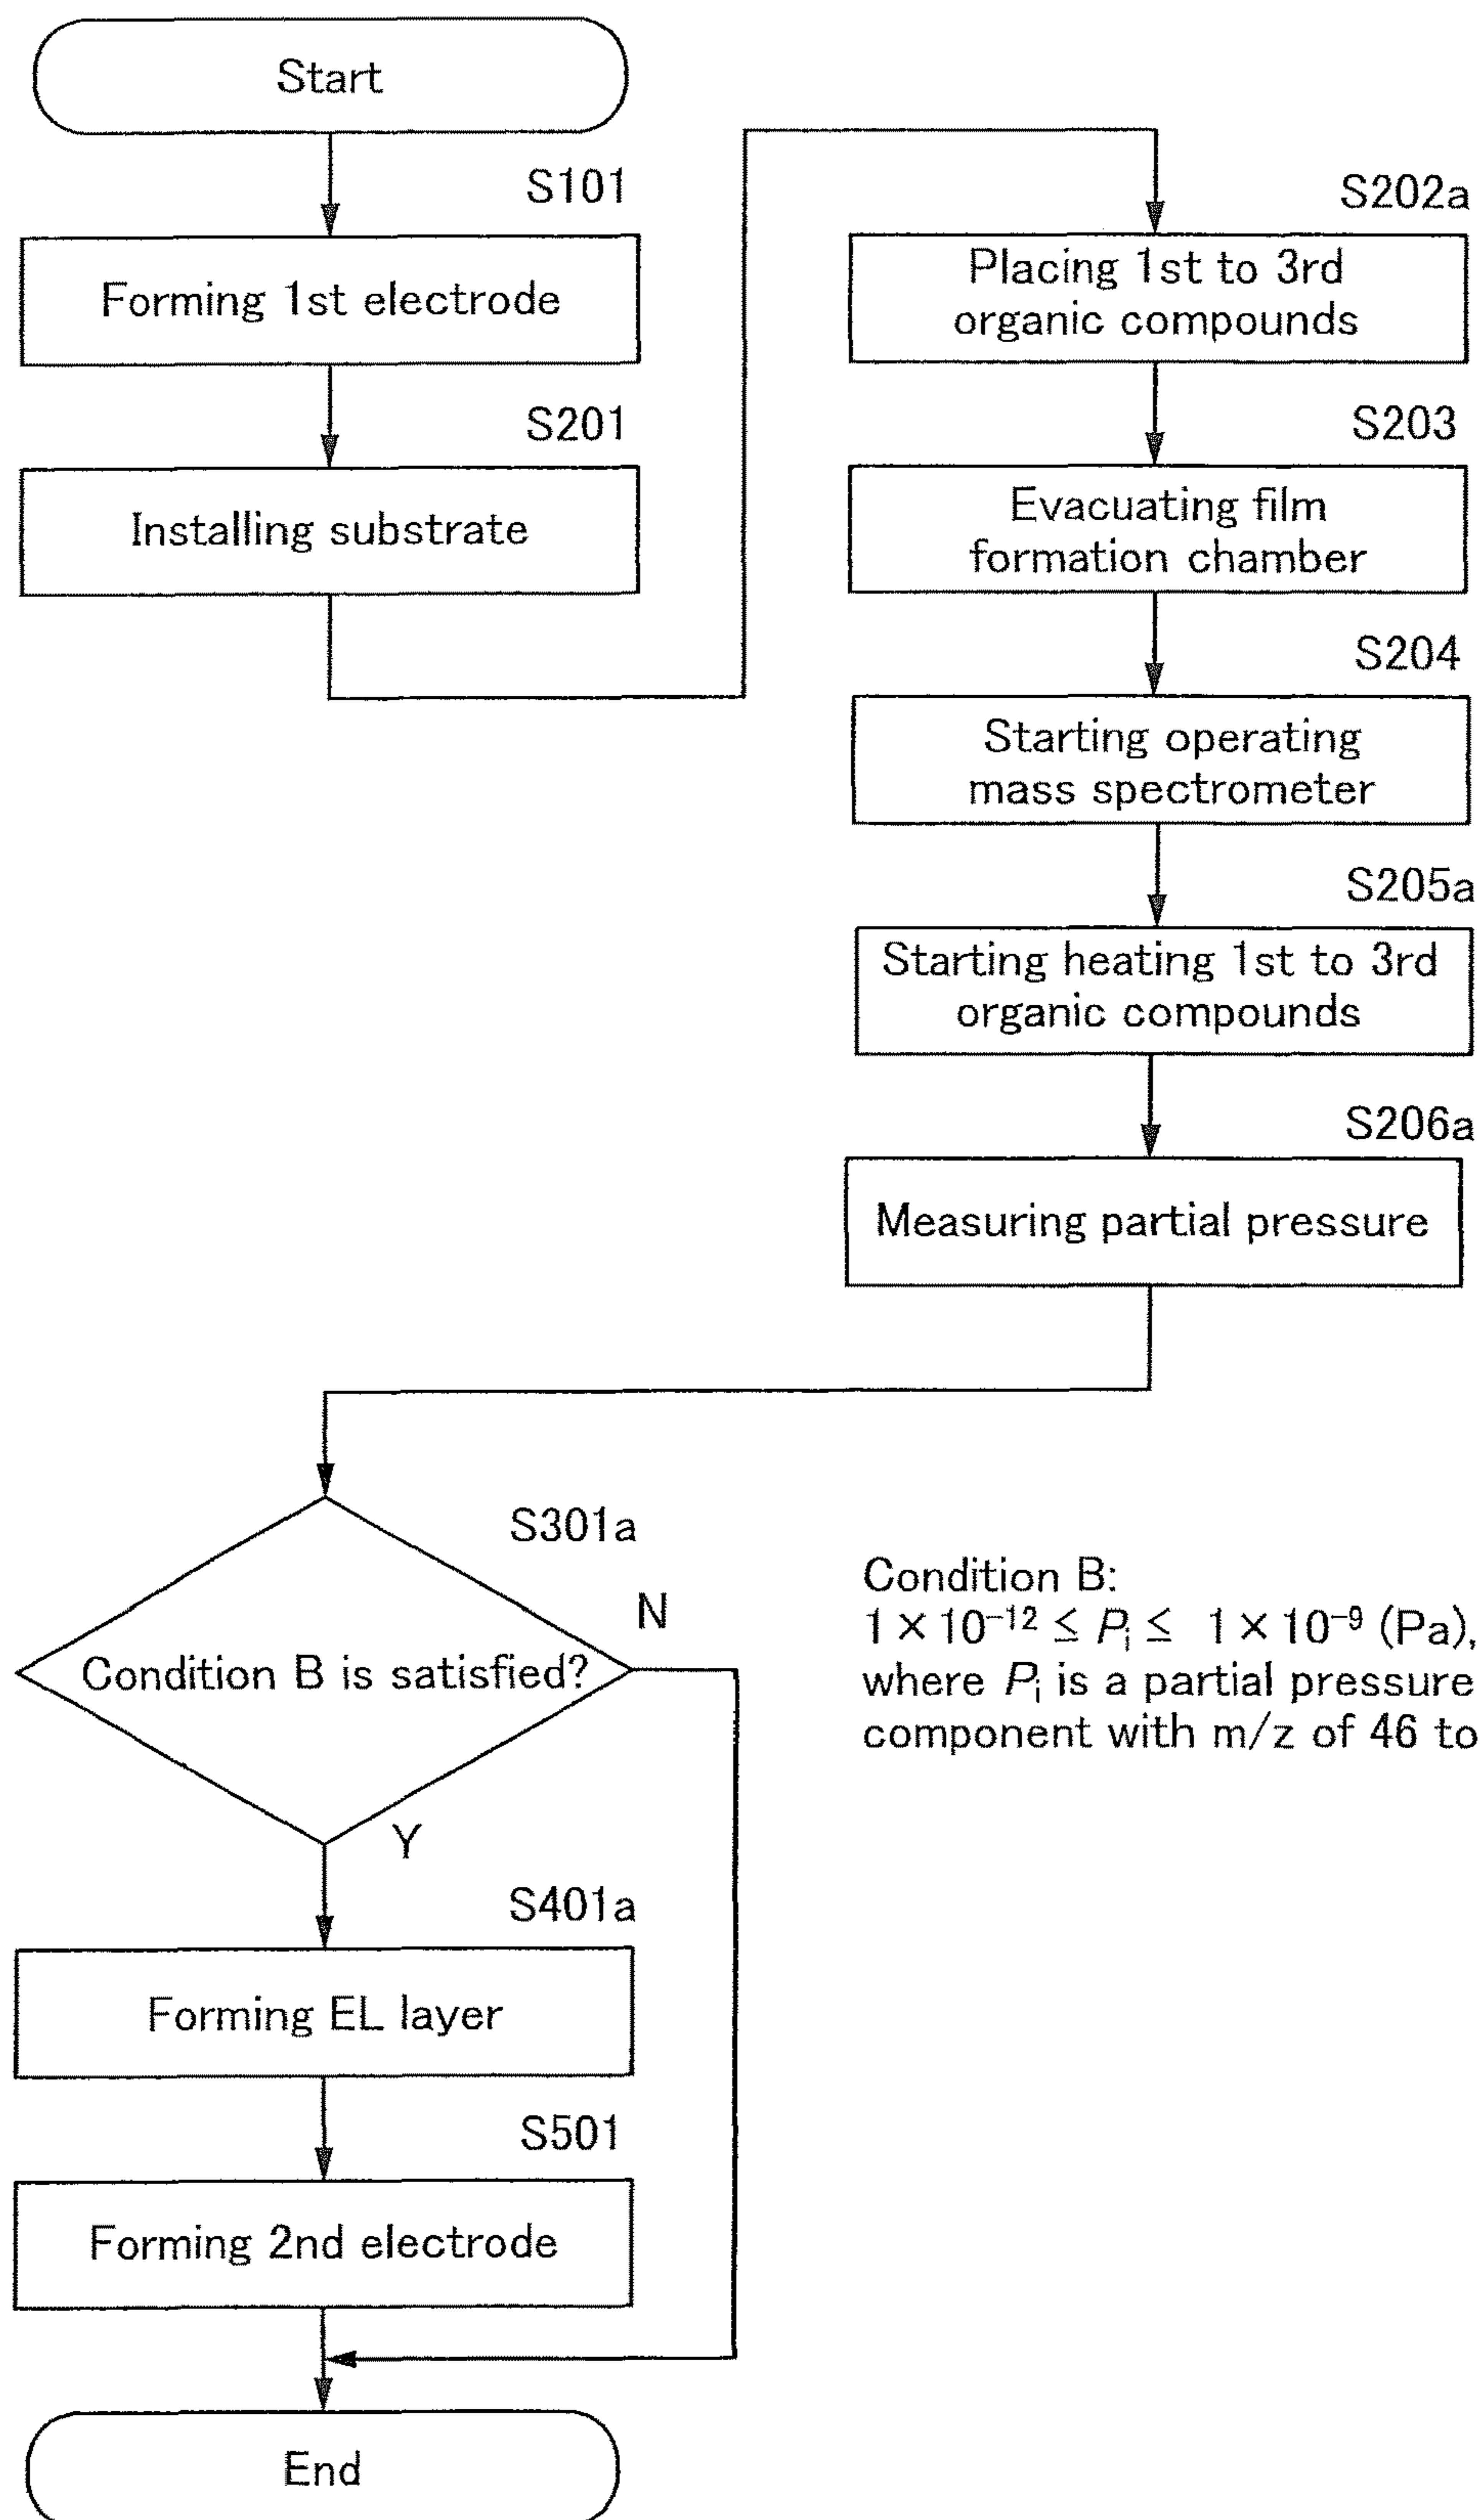 Start
S101
Forming 1st electrode
S201
Installing substrate
S202a
Placing 1st to 3rd
organic compounds
S203
Evacuating film
formation chamber
S204
Starting operating
mass spectrometer
S205a
Starting heating 1st to 3rd
organic compounds
S206a
Measuring partial pressure
S301a
Condition B is satisfied?
N
Y
Condition B:
1 × 10⁻¹² ≤ Pᵢ ≤ 1 × 10⁻⁹ (Pa),
where Pᵢ is a partial pressure
component with m/z of 46 to
S401a
Forming EL layer
S501
Forming 2nd electrode
End